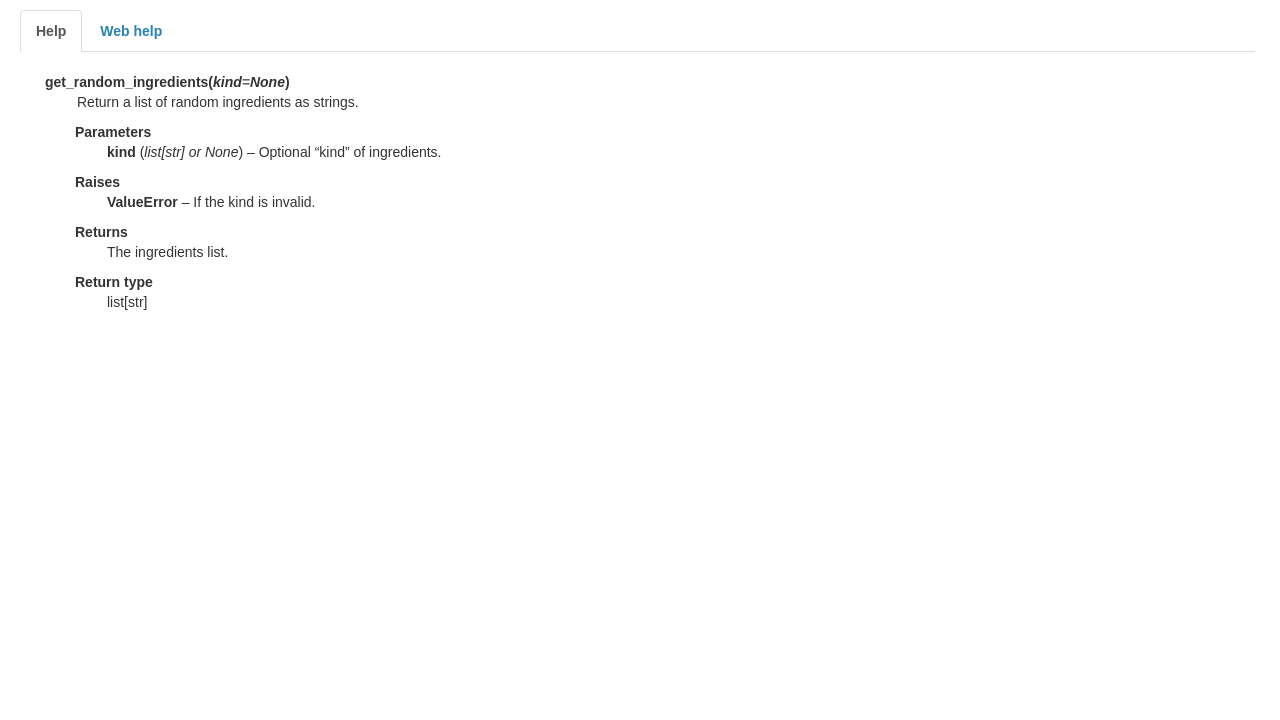 Help
Web help
get_random_ingredients(kind=None)
Return a list of random ingredients as strings.
Parameters
kind (list[str] or None) – Optional “kind” of ingredients.
Raises
ValueError – If the kind is invalid.
Returns
The ingredients list.
Return type
list[str]